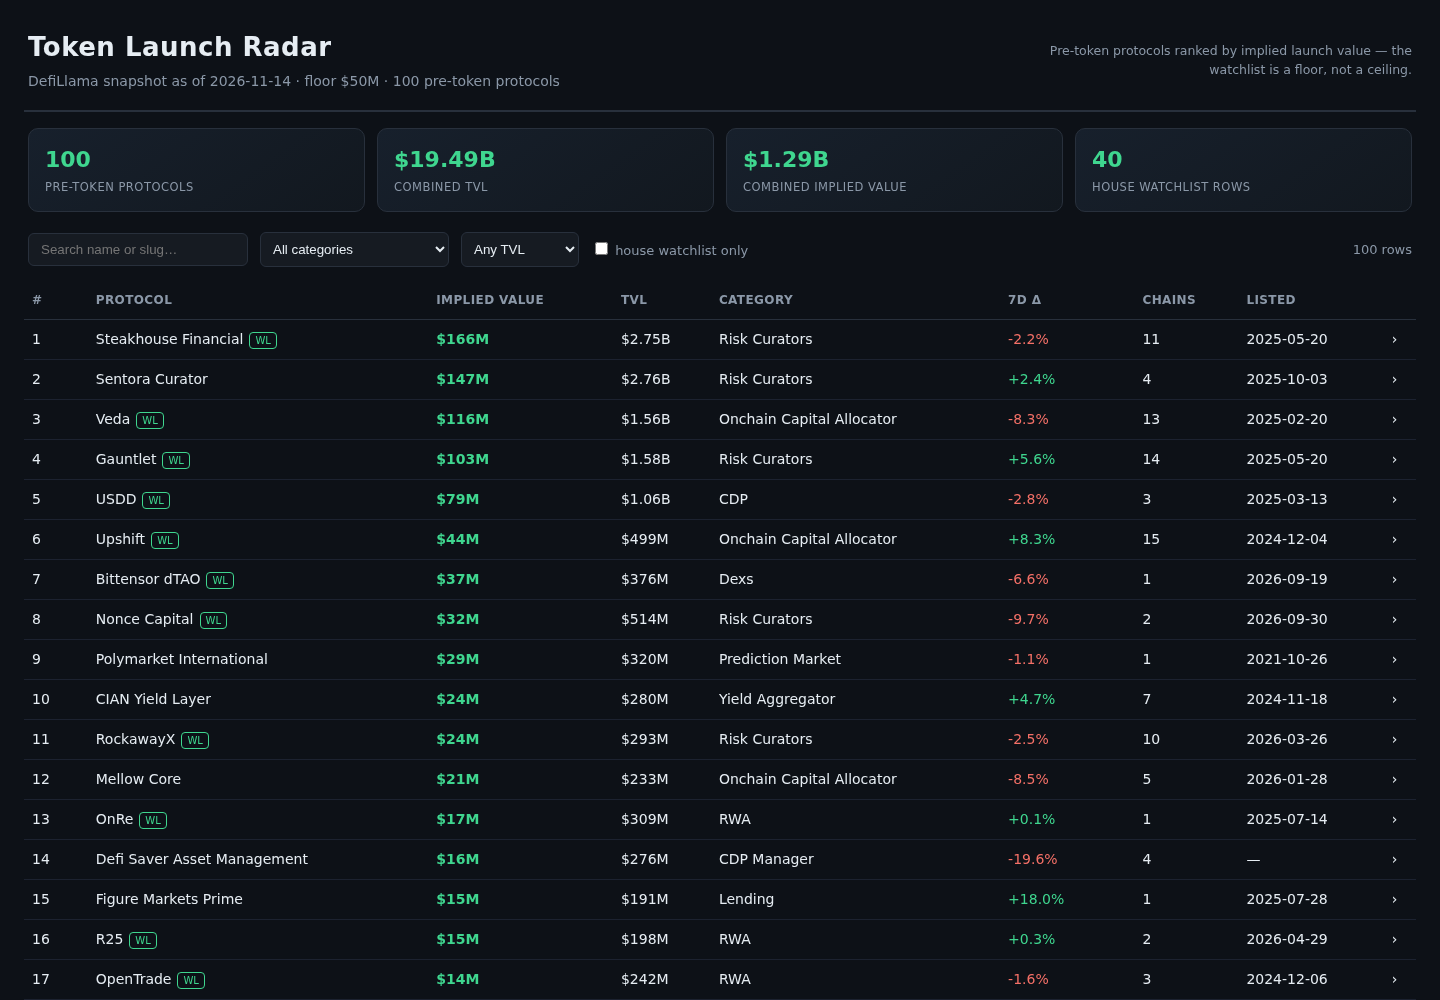 Token Launch Radar
DefiLlama snapshot as of 2026-11-14 · floor $50M · 100 pre-token protocols
Pre-token protocols ranked by implied launch value — the
watchlist is a floor, not a ceiling.
100
PRE-TOKEN PROTOCOLS
$19.49B
COMBINED TVL
$1.29B
COMBINED IMPLIED VALUE
40
HOUSE WATCHLIST ROWS
Search name or slug… All categories Any TVL house watchlist only 100 rows
# PROTOCOL IMPLIED VALUE TVL CATEGORY 7D Δ CHAINS LISTED
1 Steakhouse Financial WL $166M $2.75B Risk Curators -2.2% 11 2025-05-20 ›
2 Sentora Curator $147M $2.76B Risk Curators +2.4% 4 2025-10-03 ›
3 Veda WL $116M $1.56B Onchain Capital Allocator -8.3% 13 2025-02-20 ›
4 Gauntlet WL $103M $1.58B Risk Curators +5.6% 14 2025-05-20 ›
5 USDD WL $79M $1.06B CDP -2.8% 3 2025-03-13 ›
6 Upshift WL $44M $499M Onchain Capital Allocator +8.3% 15 2024-12-04 ›
7 Bittensor dTAO WL $37M $376M Dexs -6.6% 1 2026-09-19 ›
8 Nonce Capital WL $32M $514M Risk Curators -9.7% 2 2026-09-30 ›
9 Polymarket International $29M $320M Prediction Market -1.1% 1 2021-10-26 ›
10 CIAN Yield Layer $24M $280M Yield Aggregator +4.7% 7 2024-11-18 ›
11 RockawayX WL $24M $293M Risk Curators -2.5% 10 2026-03-26 ›
12 Mellow Core $21M $233M Onchain Capital Allocator -8.5% 5 2026-01-28 ›
13 OnRe WL $17M $309M RWA +0.1% 1 2025-07-14 ›
14 Defi Saver Asset Management $16M $276M CDP Manager -19.6% 4 — ›
15 Figure Markets Prime $15M $191M Lending +18.0% 1 2025-07-28 ›
16 R25 WL $15M $198M RWA +0.3% 2 2026-04-29 ›
17 OpenTrade WL $14M $242M RWA -1.6% 3 2024-12-06 ›